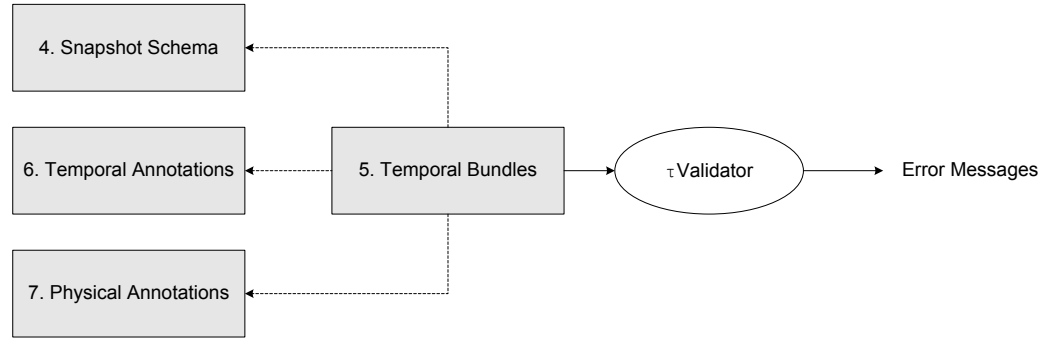 4. Snapshot Schema
6. Temporal Annotations
5. Temporal Bundles
τValidator
Error Messages
7. Physical Annotations